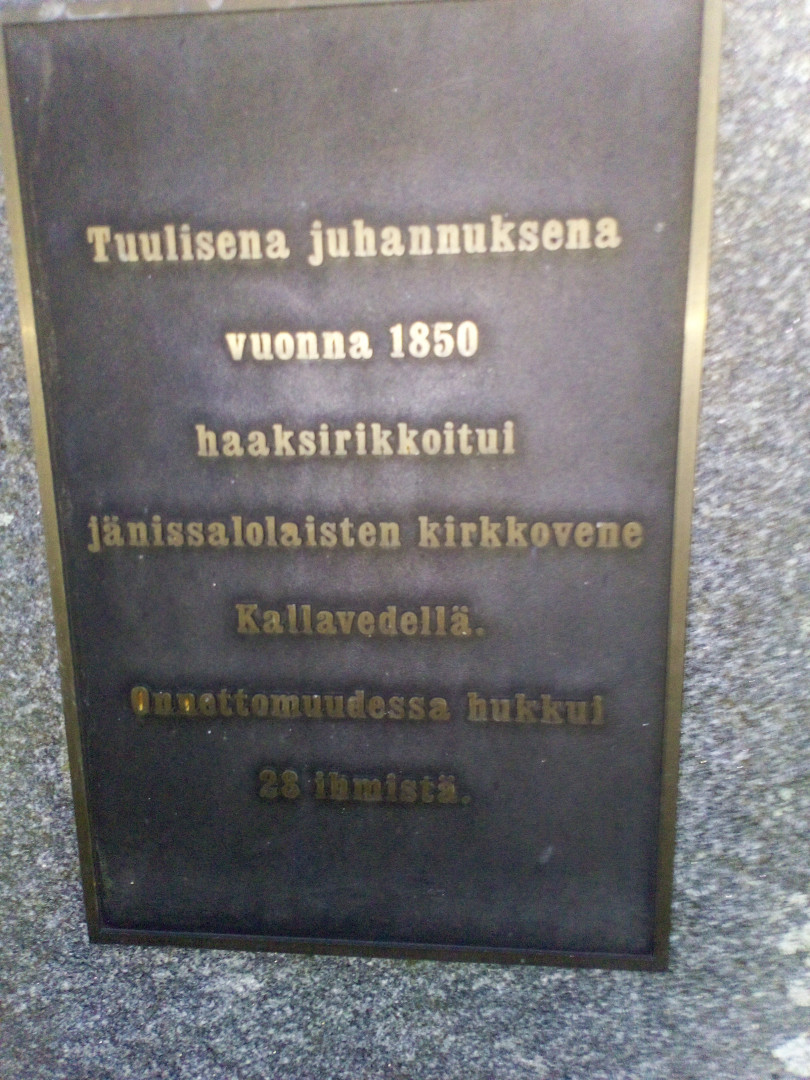 Tuulisena juhannuksena
vuonna 1850
haaksirikkoitui
jänissalolaisten kirkkovene
Kallavedellä.
Onnettomuudessa hukkui
28 ihmistä.